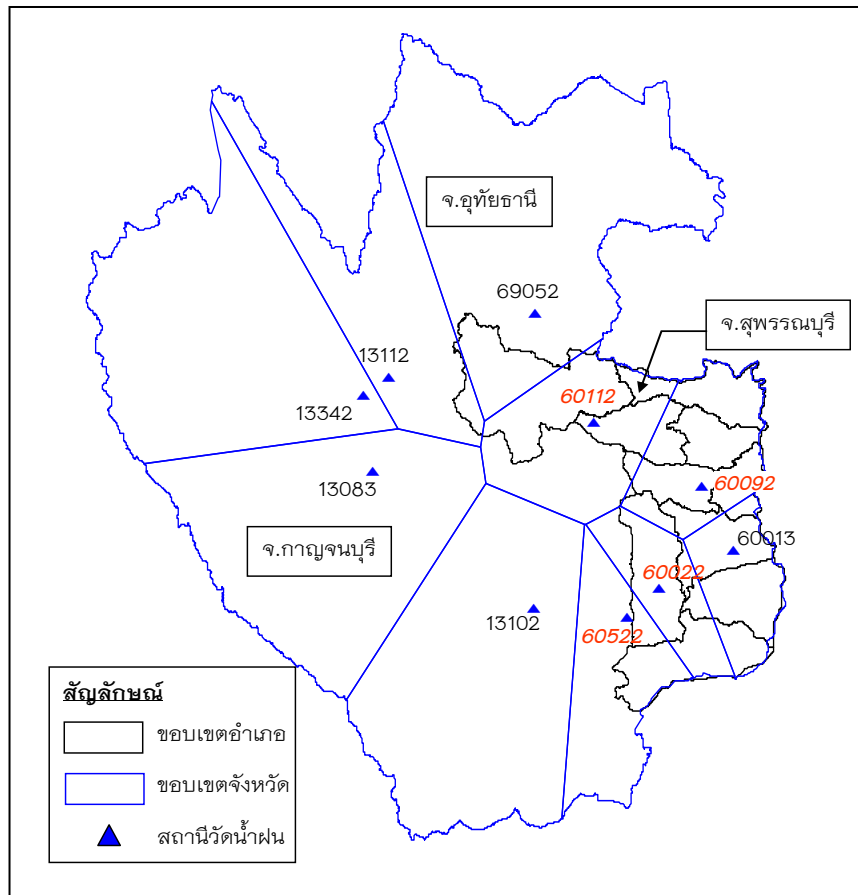 จ.อุทัยธานี
69052
จ.สุพรรณบุรี
13112
60112
13342
13083
60092
จ.กาญจนบุรี
60013
60022
13102
60522
สัญลักษณ์
ขอบเขตอำเภอ
ขอบเขตจังหวัด
สถานีวัดน้ำฝน